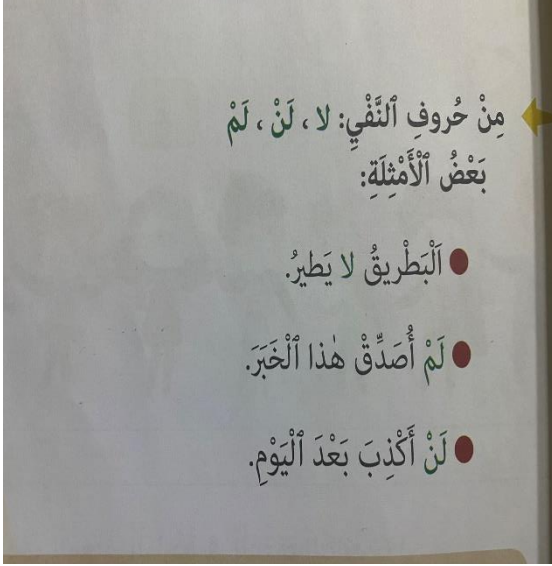 مِنْ حُروفِ ٱلنَّفْيِ: لا ، لَنْ ، لَمْ
بَعْضُ ٱلْأَمْثِلَةِ:
اَلْبَطْريقُ لا يَطيرُ.
لَمْ أُصَدِّقْ هٰذا ٱلْخَبَرَ.
لَنْ أَكْذِبَ بَعْدَ ٱلْيَوْمِ.